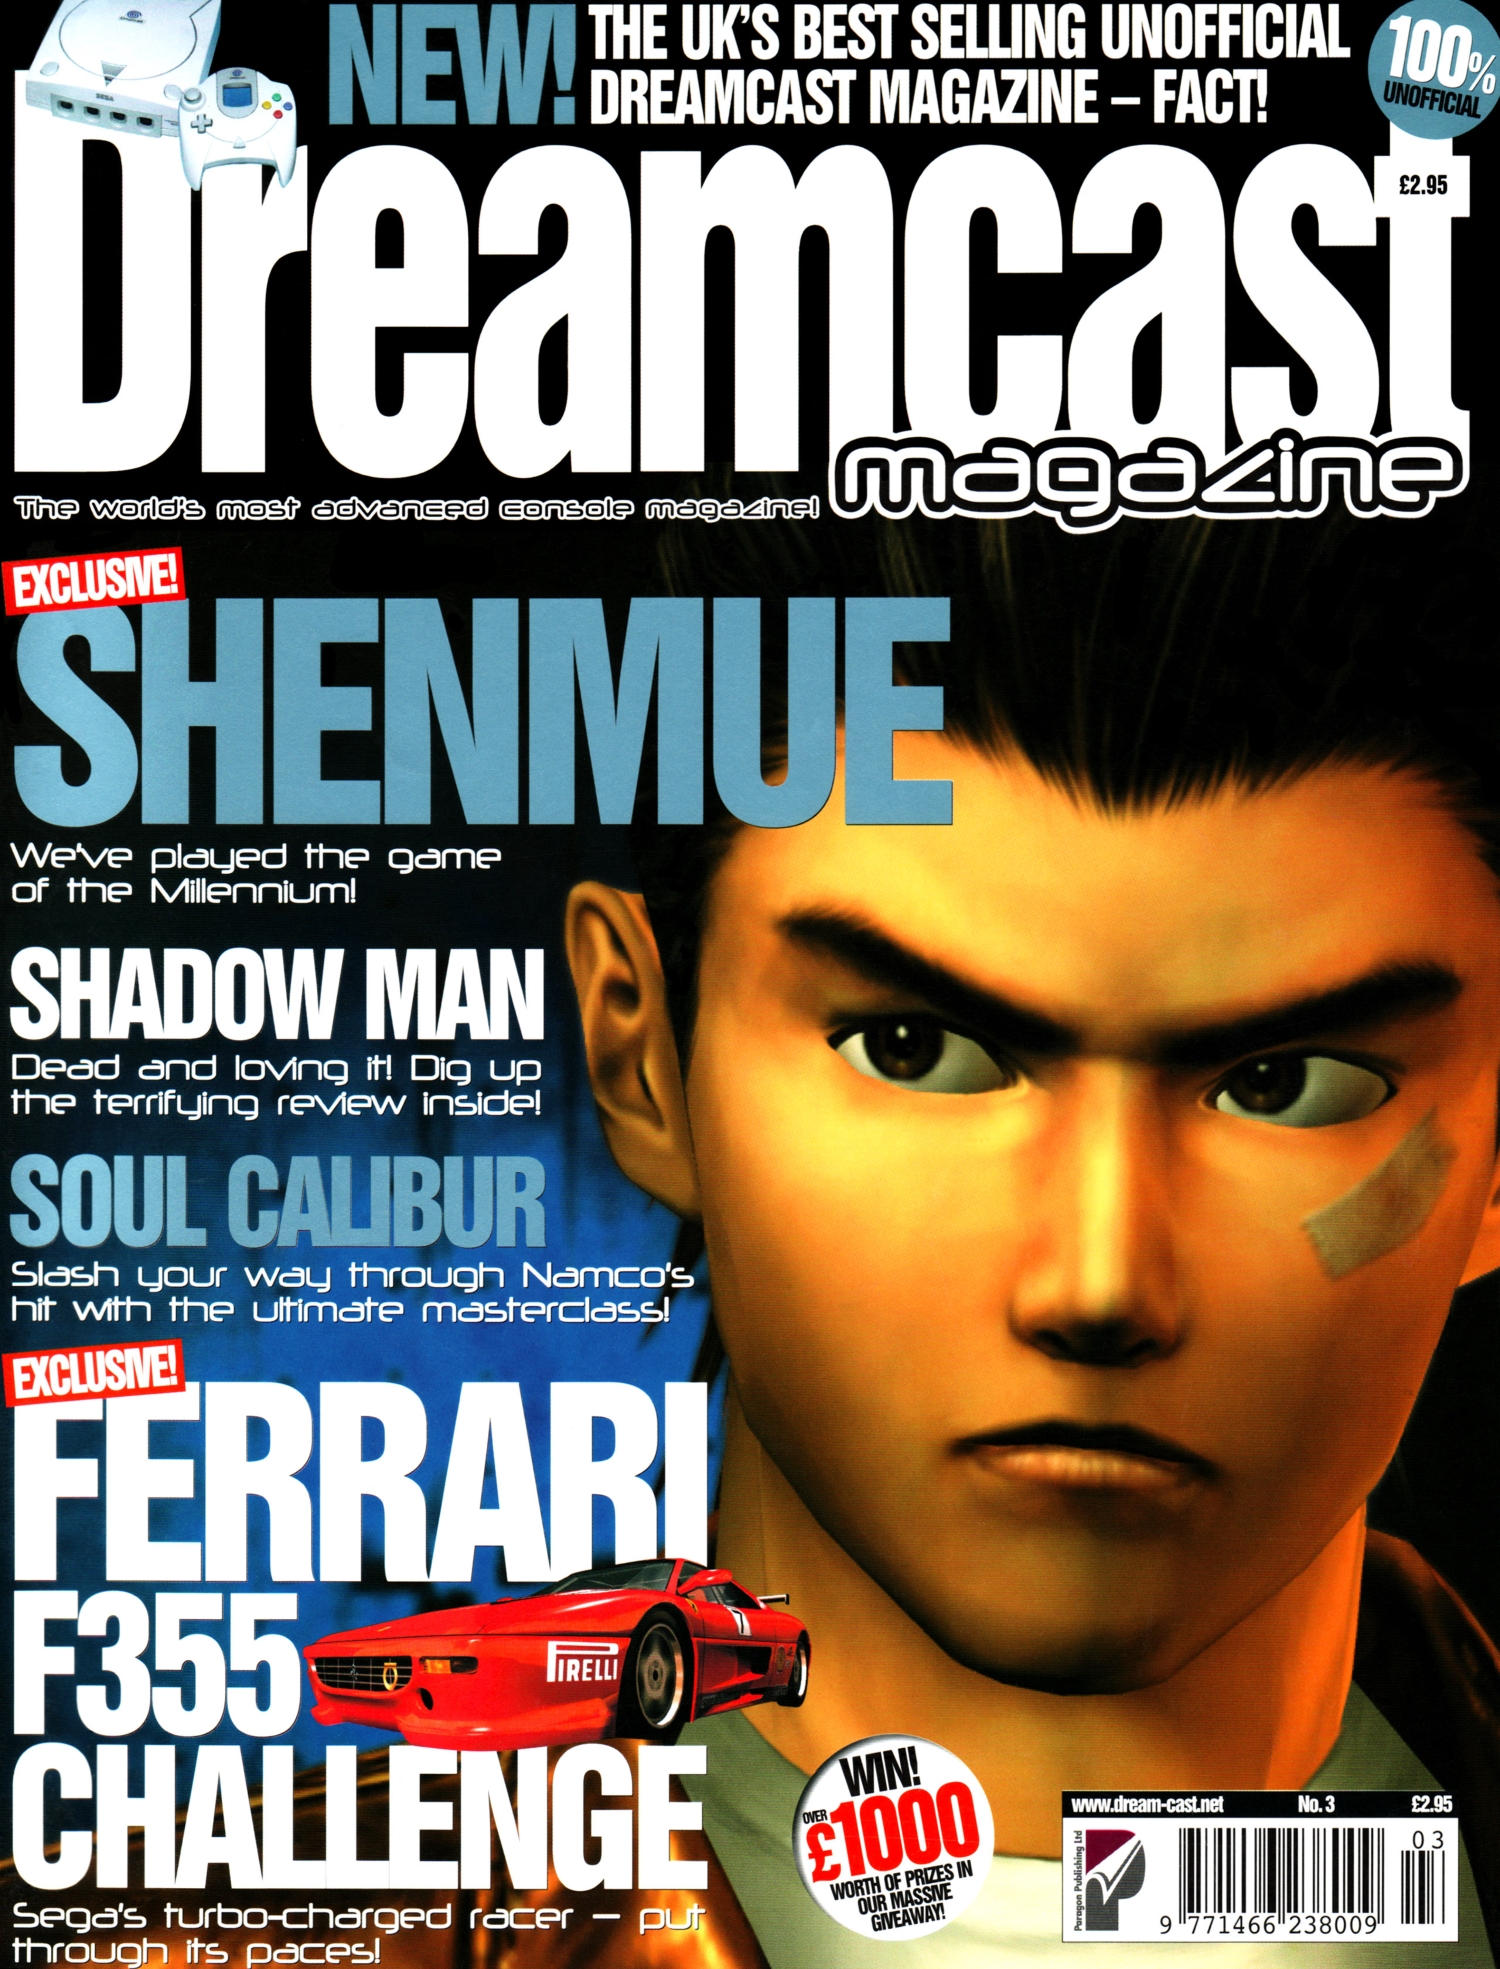 NEW! THE UK'S BEST SELLING UNOFFICIAL
DREAMCAST MAGAZINE – FACT!
100%
UNOFFICIAL
SEGA
£2.95
Dreamcast
magazine
The world's most advanced console magazine!
EXCLUSIVE!
SHENMUE
We've played the game
of the Millennium!
SHADOW MAN
Dead and loving it! Dig up
the terrifying review inside!
SOUL CALIBUR
Slash your way through Namco's
hit with the ultimate masterclass!
EXCLUSIVE!
FERRARI
F355
CHALLENGE
7
PIRELLI
Sega's turbo-charged racer – put
through its paces!
WIN!
OVER
£1000
WORTH OF PRIZES IN
OUR MASSIVE
GIVEAWAY!
www.dream-cast.net No. 3 £2.95
Paragon Publishing Ltd
03
9 771466 238009